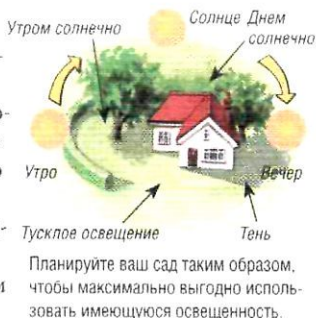 Утром солнечно
Солнце Днем
солнечно
Утро
Вечер
Тусклое освещение
Тень
Планируйте ваш сад таким образом,
чтобы максимально выгодно исполь-
зовать имеющуюся освещенность.